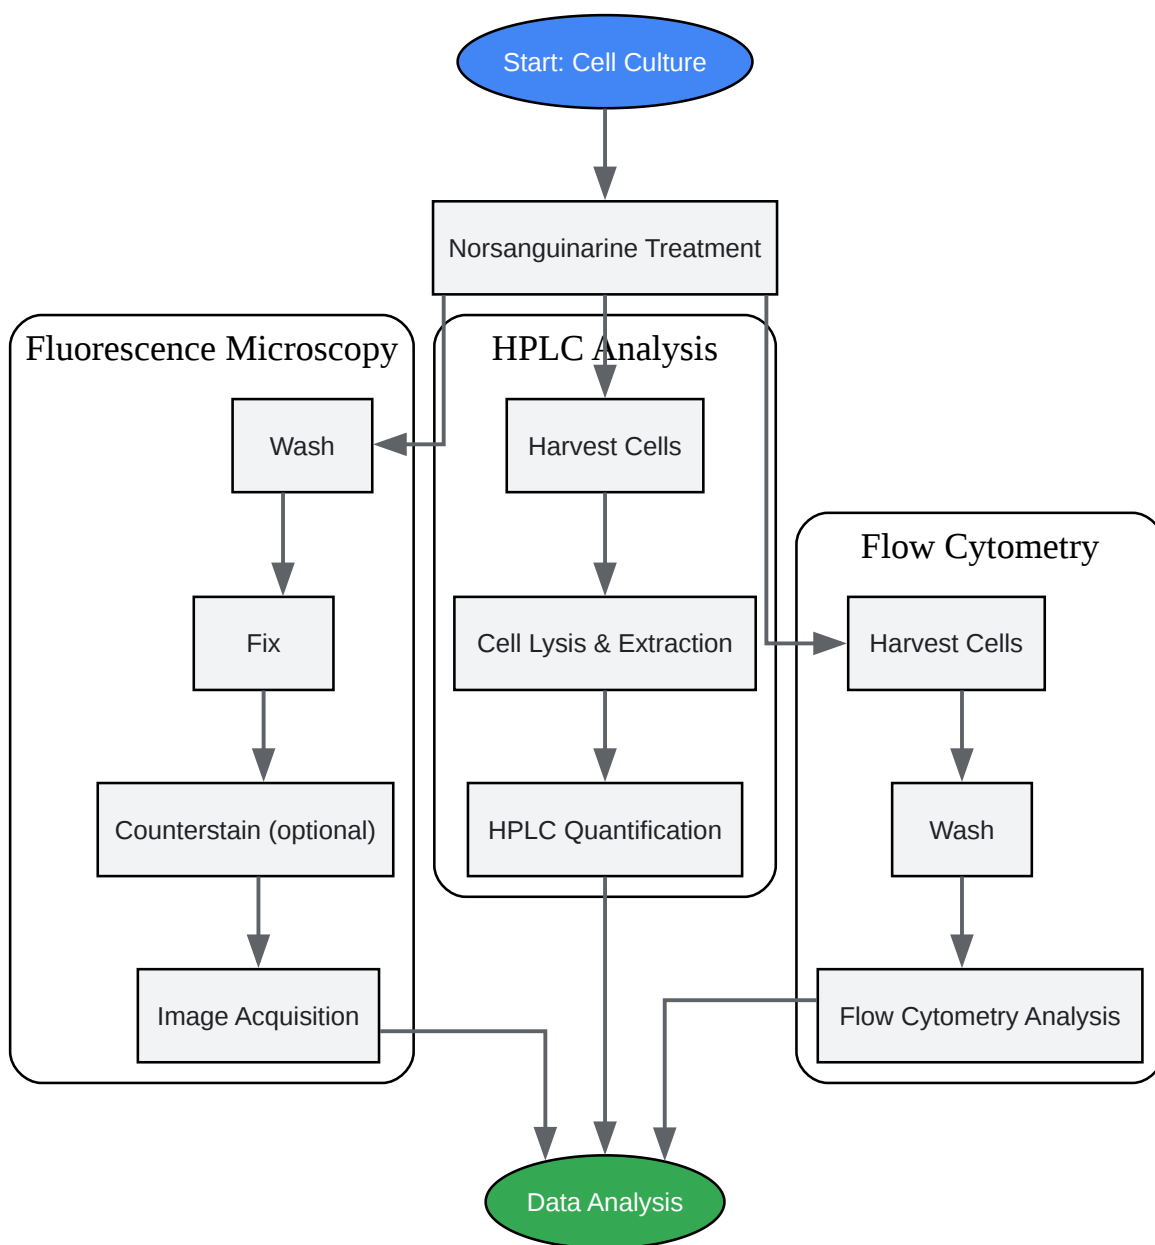 Start: Cell Culture
Norsanguinarine Treatment
Fluorescence Microscopy
Wash
Fix
Counterstain (optional)
Image Acquisition
HPLC Analysis
Harvest Cells
Cell Lysis & Extraction
HPLC Quantification
Flow Cytometry
Harvest Cells
Wash
Flow Cytometry Analysis
Data Analysis